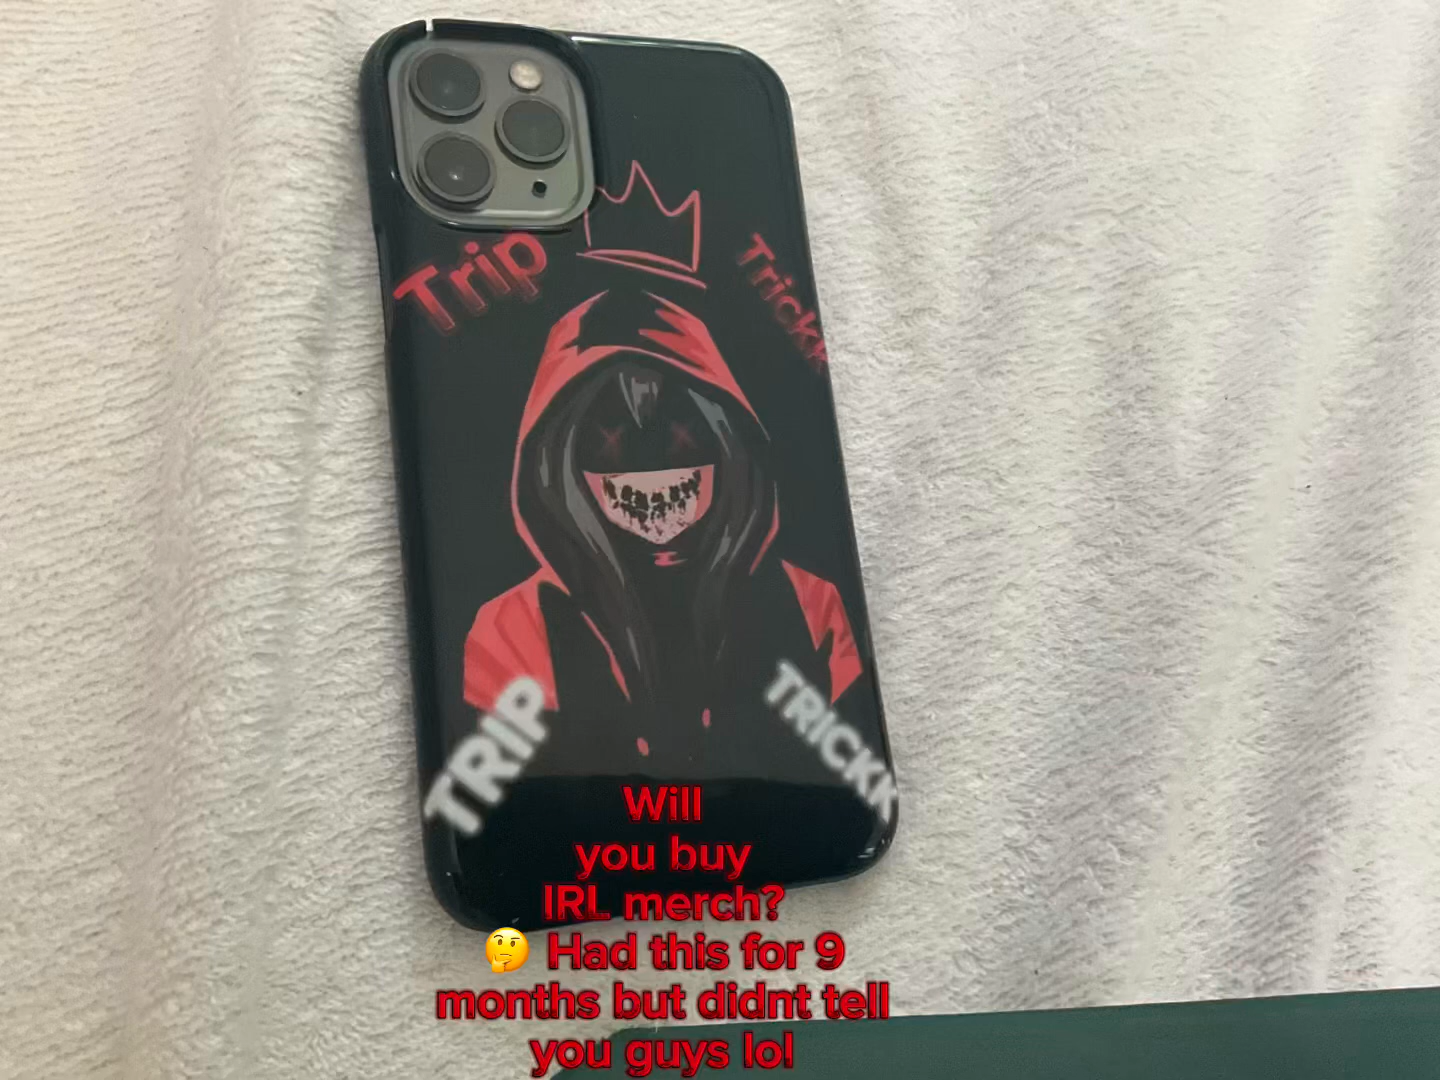 Trip
Trickk
TRIP
TRICKK
Will
you buy
IRL merch?
🤔 Had this for 9
months but didnt tell
you guys lol